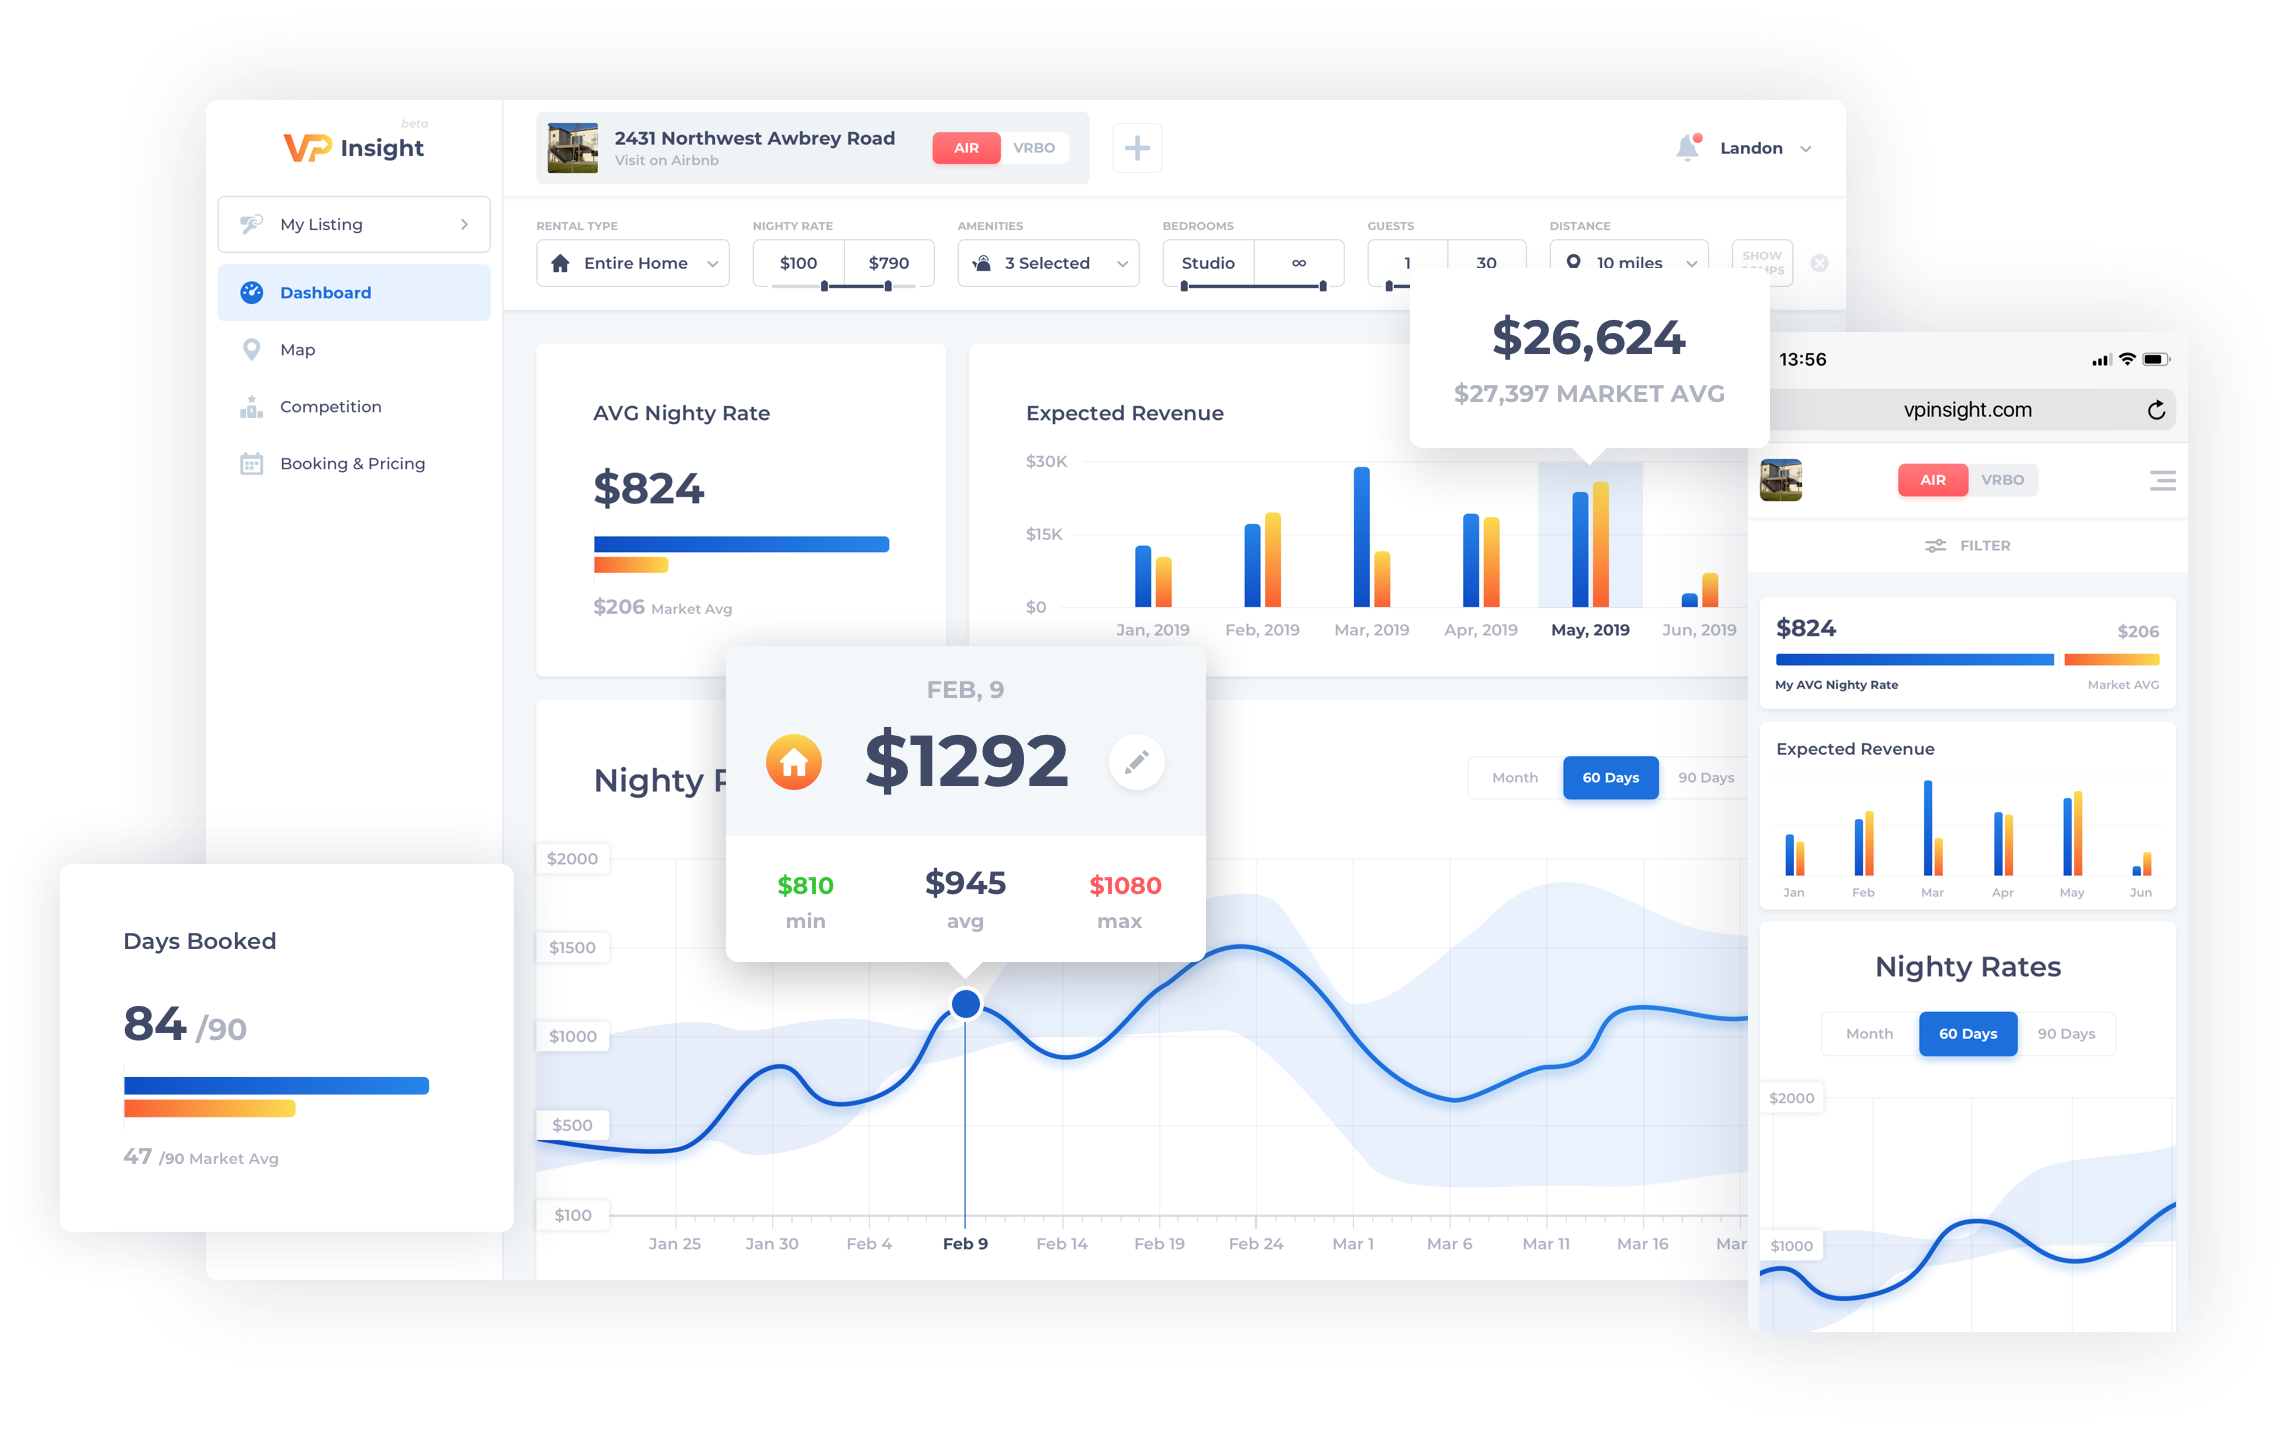 beta
VP Insight
My Listing
Dashboard
Map
Competition
Booking & Pricing
2431 Northwest Awbrey Road
Visit on Airbnb
AIR VRBO
Landon
RENTAL TYPE
Entire Home
NIGHTY RATE
$100 $790
AMENITIES
3 Selected
BEDROOMS
Studio ∞
GUESTS
1 30
DISTANCE
10 miles
SHOW
AVG Nighty Rate
$824
$206 Market Avg
Expected Revenue
$30K
$15K
$0
Jan, 2019 Feb, 2019 Mar, 2019 Apr, 2019 May, 2019 Jun, 2019
$26,624
$27,397 MARKET AVG
FEB, 9
$1292
$810 $945 $1080
min avg max
Nighty
Month 60 Days 90 Days
$2000
$1500
$1000
$500
$100
Jan 25 Jan 30 Feb 4 Feb 9 Feb 14 Feb 19 Feb 24 Mar 1 Mar 6 Mar 11 Mar 16 Mar
Days Booked
84 /90
47 /90 Market Avg
13:56
vpinsight.com
AIR VRBO
FILTER
$824 $206
My AVG Nighty Rate Market AVG
Expected Revenue
Jan Feb Mar Apr May Jun
Nighty Rates
Month 60 Days 90 Days
$2000
$1000